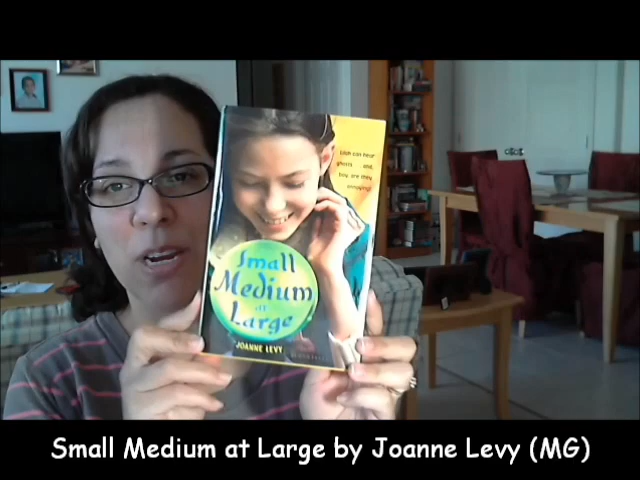 Lilah can hear
ghosts ... and,
boy, are they
annoying!
Small
Medium
at
Large
JOANNE LEVY
Small Medium at Large by Joanne Levy (MG)